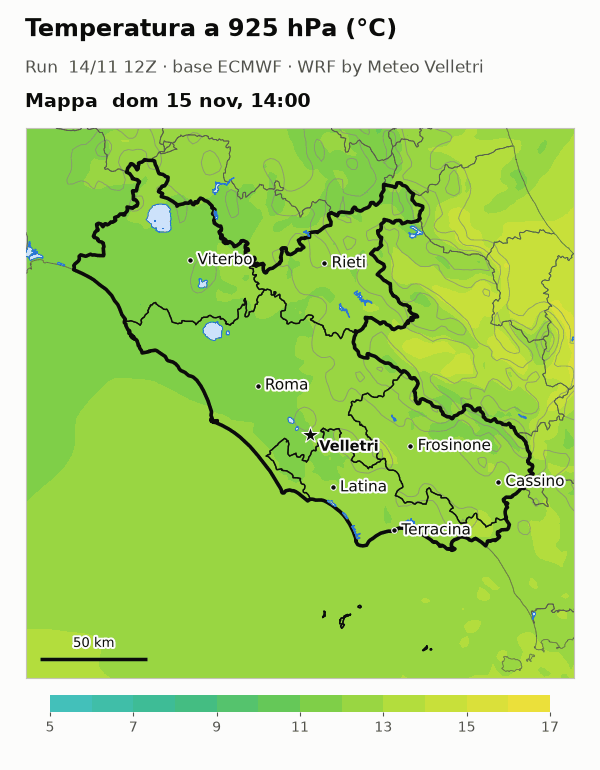 Temperatura a 925 hPa (°C)
Run  14/11 12Z · base ECMWF · WRF by Meteo Velletri
Mappa  dom 15 nov, 14:00
Viterbo
Rieti
Roma
Velletri
Frosinone
Latina
Cassino
Terracina
50 km
5 7 9 11 13 15 17